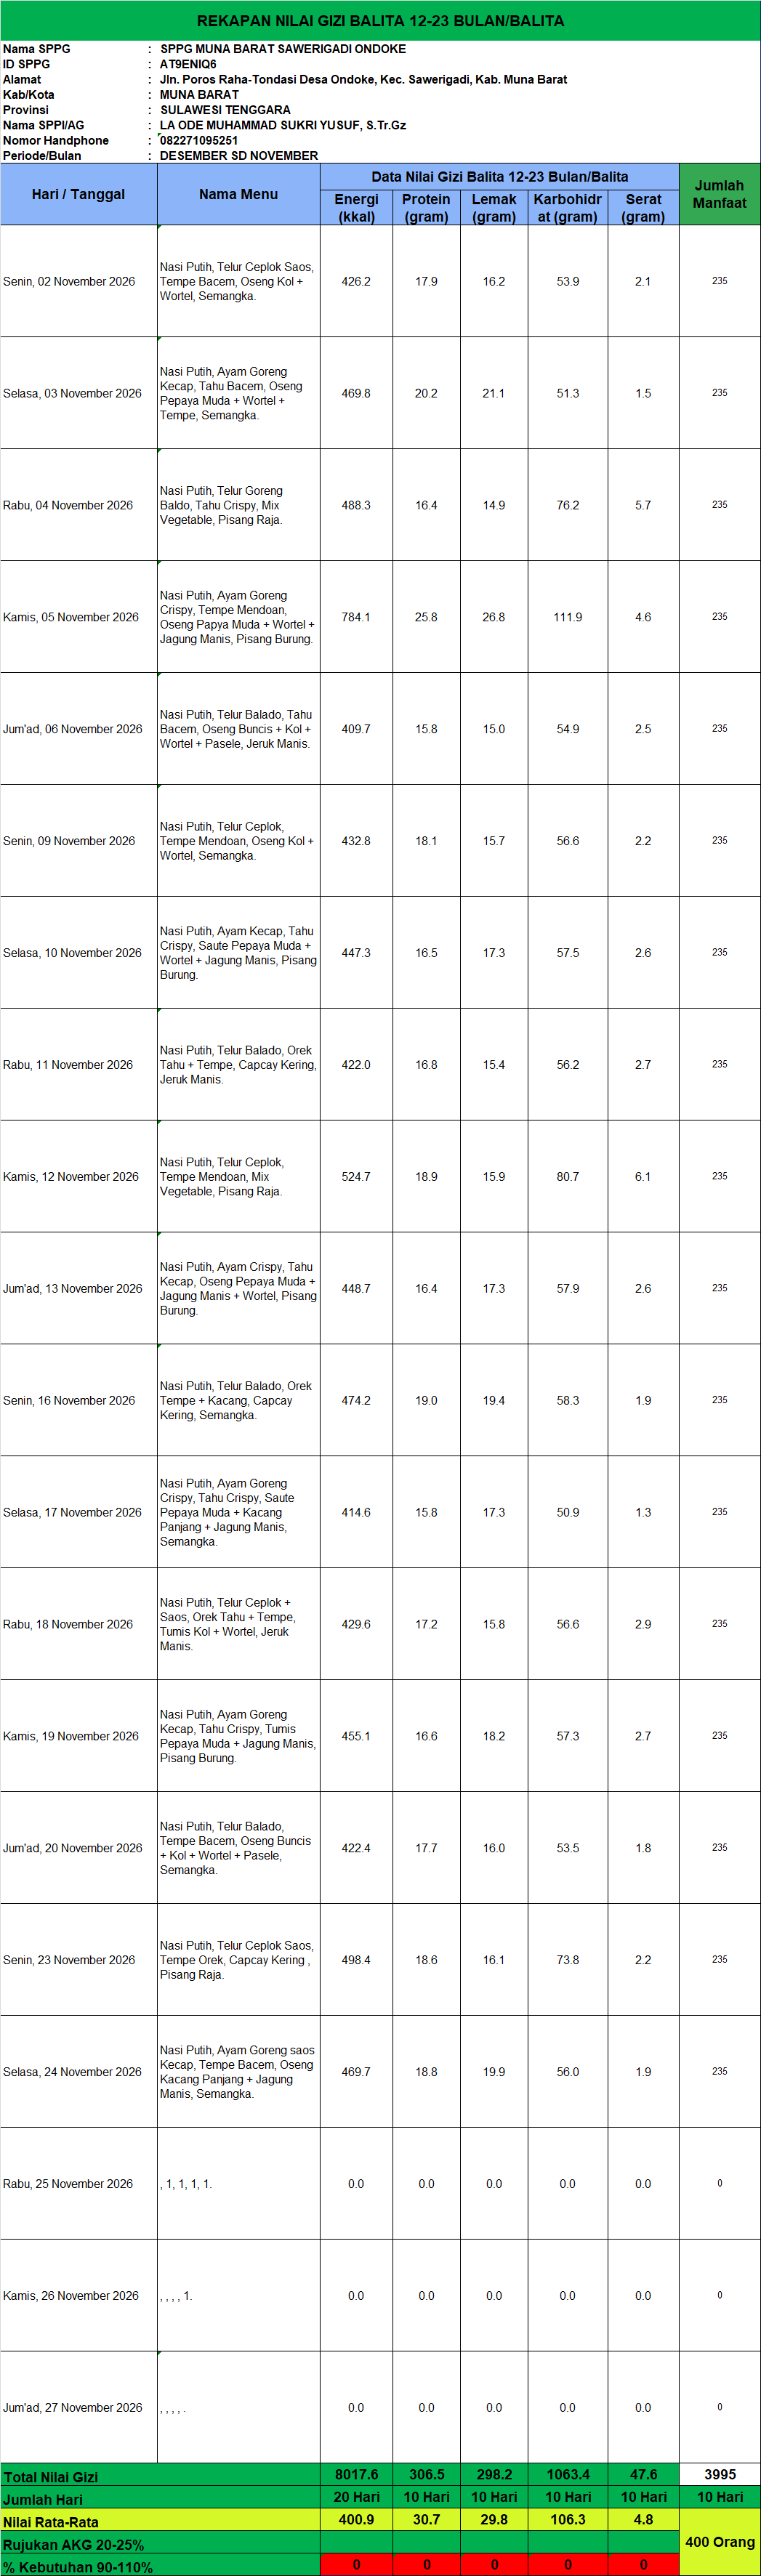 REKAPAN NILAI GIZI BALITA 12-23 BULAN/BALITA
Nama SPPG : SPPG MUNA BARAT SAWERIGADI ONDOKE
ID SPPG : AT9ENIQ6
Alamat : Jln. Poros Raha-Tondasi Desa Ondoke, Kec. Sawerigadi, Kab. Muna Barat
Kab/Kota : MUNA BARAT
Provinsi : SULAWESI TENGGARA
Nama SPPI/AG : LA ODE MUHAMMAD SUKRI YUSUF, S.Tr.Gz
Nomor Handphone : 082271095251
Periode/Bulan : DESEMBER SD NOVEMBER
Hari / Tanggal
Nama Menu
Data Nilai Gizi Balita 12-23 Bulan/Balita
Jumlah
Manfaat
Energi
(kkal)
Protein
(gram)
Lemak
(gram)
Karbohidr
at (gram)
Serat
(gram)
Senin, 02 November 2026
Nasi Putih, Telur Ceplok Saos,
Tempe Bacem, Oseng Kol +
Wortel, Semangka.
426.2 17.9 16.2 53.9 2.1 235
Selasa, 03 November 2026
Nasi Putih, Ayam Goreng
Kecap, Tahu Bacem, Oseng
Pepaya Muda + Wortel +
Tempe, Semangka.
469.8 20.2 21.1 51.3 1.5 235
Rabu, 04 November 2026
Nasi Putih, Telur Goreng
Baldo, Tahu Crispy, Mix
Vegetable, Pisang Raja.
488.3 16.4 14.9 76.2 5.7 235
Kamis, 05 November 2026
Nasi Putih, Ayam Goreng
Crispy, Tempe Mendoan,
Oseng Papya Muda + Wortel +
Jagung Manis, Pisang Burung.
784.1 25.8 26.8 111.9 4.6 235
Jum'ad, 06 November 2026
Nasi Putih, Telur Balado, Tahu
Bacem, Oseng Buncis + Kol +
Wortel + Pasele, Jeruk Manis.
409.7 15.8 15.0 54.9 2.5 235
Senin, 09 November 2026
Nasi Putih, Telur Ceplok,
Tempe Mendoan, Oseng Kol +
Wortel, Semangka.
432.8 18.1 15.7 56.6 2.2 235
Selasa, 10 November 2026
Nasi Putih, Ayam Kecap, Tahu
Crispy, Saute Pepaya Muda +
Wortel + Jagung Manis, Pisang
Burung.
447.3 16.5 17.3 57.5 2.6 235
Rabu, 11 November 2026
Nasi Putih, Telur Balado, Orek
Tahu + Tempe, Capcay Kering,
Jeruk Manis.
422.0 16.8 15.4 56.2 2.7 235
Kamis, 12 November 2026
Nasi Putih, Telur Ceplok,
Tempe Mendoan, Mix
Vegetable, Pisang Raja.
524.7 18.9 15.9 80.7 6.1 235
Jum'ad, 13 November 2026
Nasi Putih, Ayam Crispy, Tahu
Kecap, Oseng Pepaya Muda +
Jagung Manis + Wortel, Pisang
Burung.
448.7 16.4 17.3 57.9 2.6 235
Senin, 16 November 2026
Nasi Putih, Telur Balado, Orek
Tempe + Kacang, Capcay
Kering, Semangka.
474.2 19.0 19.4 58.3 1.9 235
Selasa, 17 November 2026
Nasi Putih, Ayam Goreng
Crispy, Tahu Crispy, Saute
Pepaya Muda + Kacang
Panjang + Jagung Manis,
Semangka.
414.6 15.8 17.3 50.9 1.3 235
Rabu, 18 November 2026
Nasi Putih, Telur Ceplok +
Saos, Orek Tahu + Tempe,
Tumis Kol + Wortel, Jeruk
Manis.
429.6 17.2 15.8 56.6 2.9 235
Kamis, 19 November 2026
Nasi Putih, Ayam Goreng
Kecap, Tahu Crispy, Tumis
Pepaya Muda + Jagung Manis,
Pisang Burung.
455.1 16.6 18.2 57.3 2.7 235
Jum'ad, 20 November 2026
Nasi Putih, Telur Balado,
Tempe Bacem, Oseng Buncis
+ Kol + Wortel + Pasele,
Semangka.
422.4 17.7 16.0 53.5 1.8 235
Senin, 23 November 2026
Nasi Putih, Telur Ceplok Saos,
Tempe Orek, Capcay Kering ,
Pisang Raja.
498.4 18.6 16.1 73.8 2.2 235
Selasa, 24 November 2026
Nasi Putih, Ayam Goreng saos
Kecap, Tempe Bacem, Oseng
Kacang Panjang + Jagung
Manis, Semangka.
469.7 18.8 19.9 56.0 1.9 235
Rabu, 25 November 2026 , 1, 1, 1, 1. 0.0 0.0 0.0 0.0 0.0 0
Kamis, 26 November 2026 , , , , 1. 0.0 0.0 0.0 0.0 0.0 0
Jum'ad, 27 November 2026 , , , , . 0.0 0.0 0.0 0.0 0.0 0
Total Nilai Gizi 8017.6 306.5 298.2 1063.4 47.6 3995
Jumlah Hari 20 Hari 10 Hari 10 Hari 10 Hari 10 Hari 10 Hari
Nilai Rata-Rata 400.9 30.7 29.8 106.3 4.8
Rujukan AKG 20-25%
400 Orang
% Kebutuhan 90-110% 0 0 0 0 0